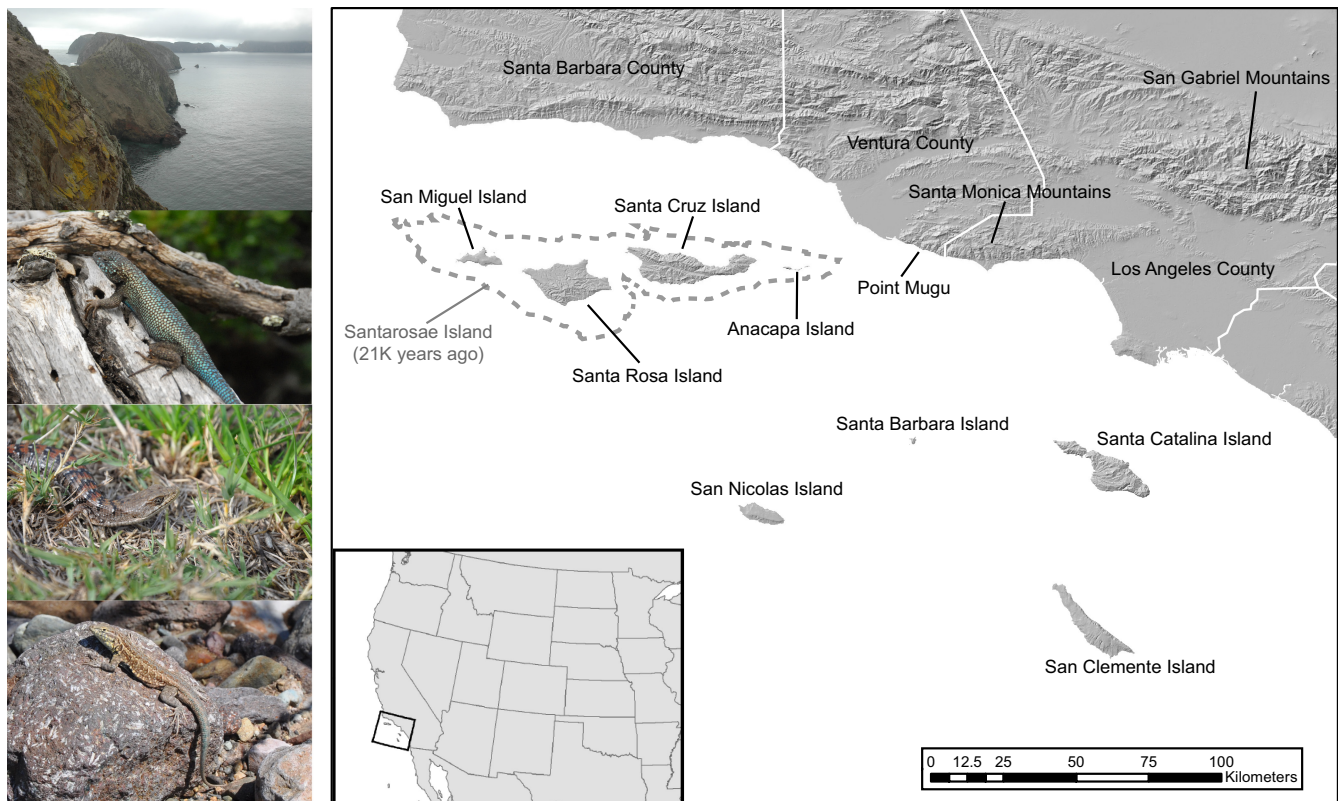 Santa Barbara County
San Gabriel Mountains
Ventura County
San Miguel Island
Santa Cruz Island
Santa Monica Mountains
Los Angeles County
Point Mugu
Santarosae Island
(21K years ago)
Anacapa Island
Santa Rosa Island
Santa Barbara Island
Santa Catalina Island
San Nicolas Island
San Clemente Island
0 12.5 25 50 75 100
Kilometers